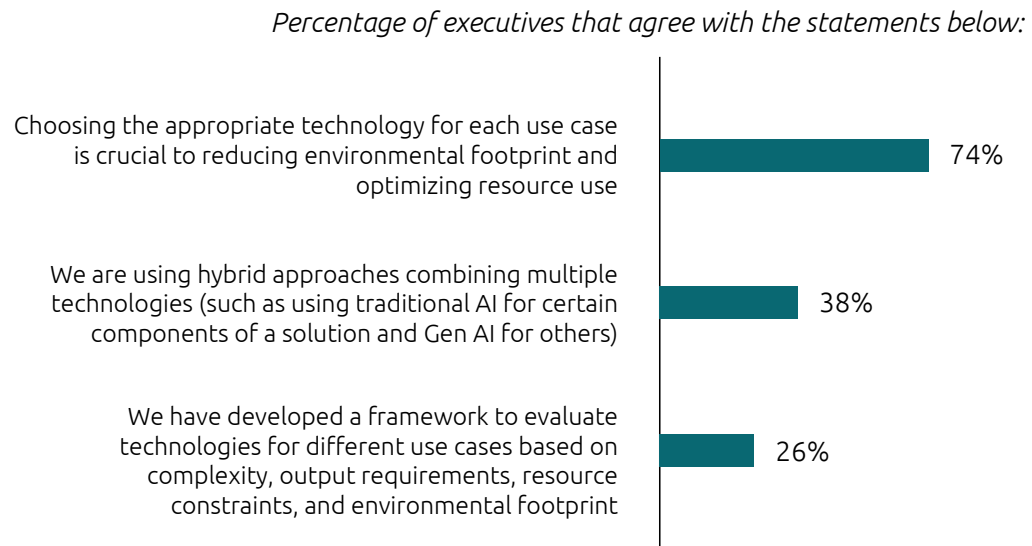 Percentage of executives that agree with the statements below:
Choosing the appropriate technology for each use case
is crucial to reducing environmental footprint and
optimizing resource use
74%
We are using hybrid approaches combining multiple
technologies (such as using traditional AI for certain
components of a solution and Gen AI for others)
38%
We have developed a framework to evaluate
technologies for different use cases based on
complexity, output requirements, resource
constraints, and environmental footprint
26%